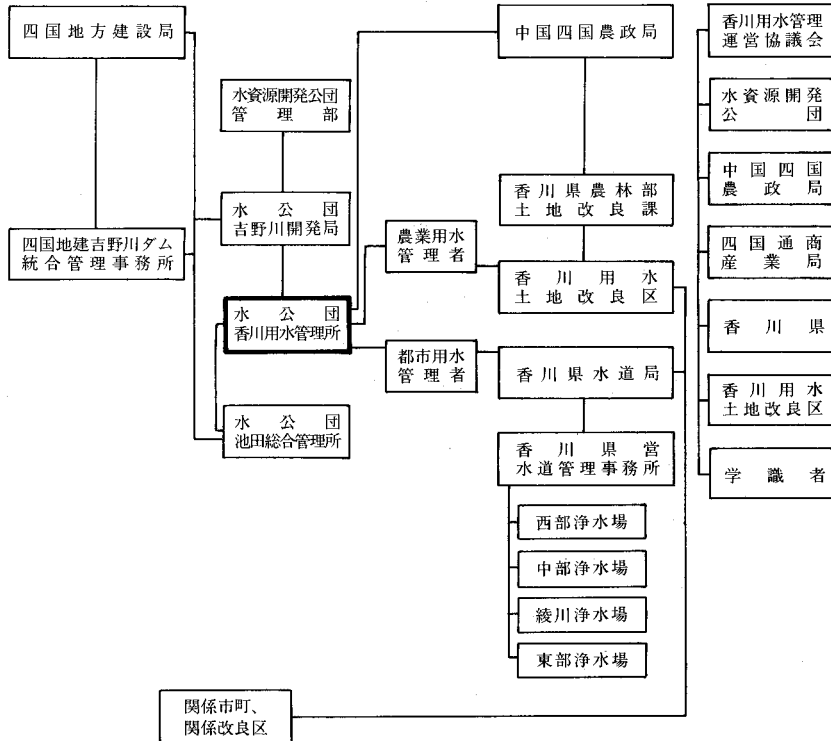 四国地方建設局
四国地建吉野川ダム
統合管理事務所
水資源開発公団
管理部
水公団
吉野川開発局
水公団
香川用水管理所
水公団
池田総合管理所
農業用水
管理者
都市用水
管理者
中国四国農政局
香川県農林部
土地改良課
香川用水
土地改良区
香川県水道局
香川県営
水道管理事務所
西部浄水場
中部浄水場
綾川浄水場
東部浄水場
関係市町、
関係改良区
香川用水管理
運営協議会
水資源開発
公団
中国四国
農政局
四国通商
産業局
香川県
香川用水
土地改良区
学識者